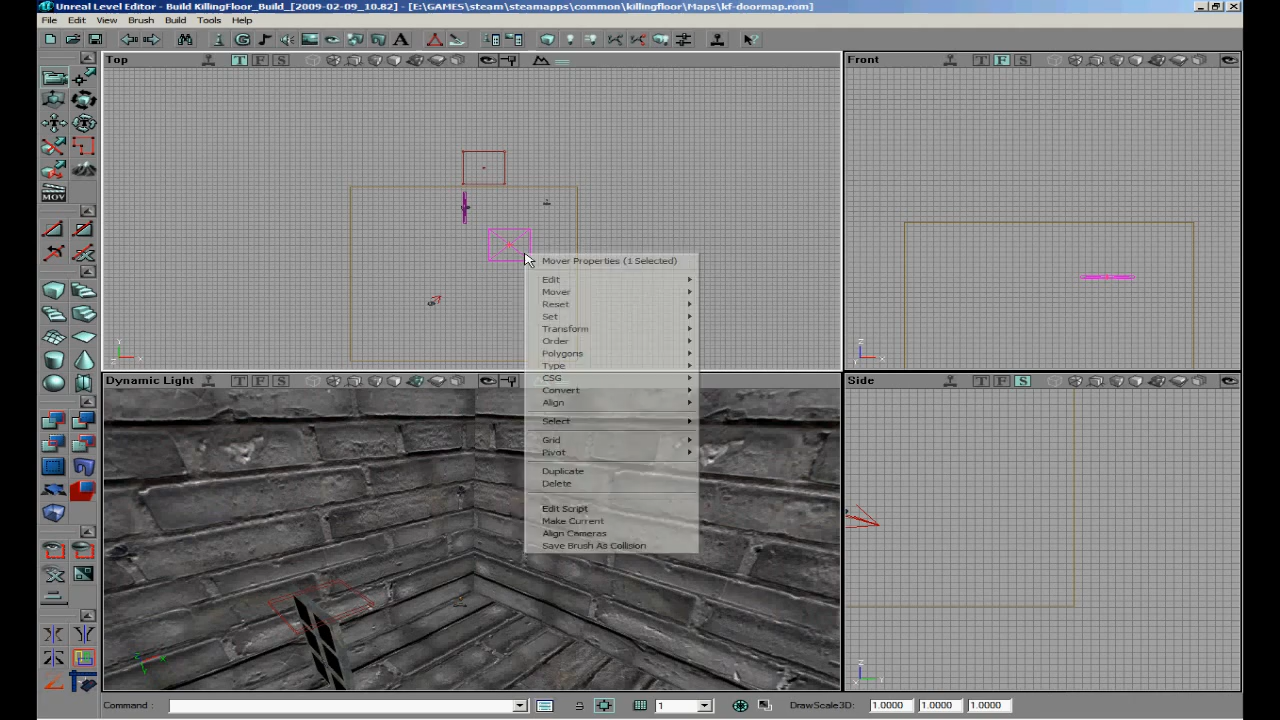 Unreal Level Editor - Build KillingFloor_Build_[2009-02-09_10.82] - [E:\GAMES\steam\steamapps\common\killingfloor\Maps\kf-doormap.rom]
File Edit View Brush Build Tools Help
Top T F S
Front T F S
MOV
Mover Properties (1 Selected)
Edit
Mover
Reset
Set
Transform
Order
Polygons
Type
CSG
Convert
Align
Select
Grid
Pivot
Duplicate
Delete
Edit Script
Make Current
Align Cameras
Save Brush As Collision
Dynamic Light T F S
Side T F S
Command : 1 DrawScale3D: 1.0000 1.0000 1.0000